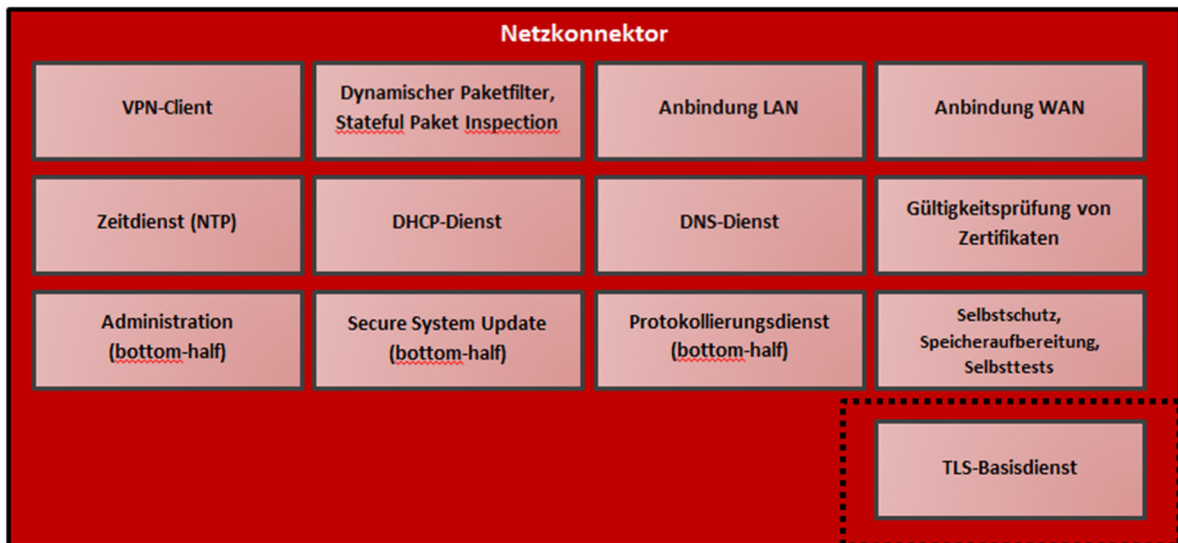 Netzkonnektor
VPN-Client
Dynamischer Paketfilter,
Stateful Paket Inspection
Anbindung LAN
Anbindung WAN
Zeitdienst (NTP)
DHCP-Dienst
DNS-Dienst
Gültigkeitsprüfung von
Zertifikaten
Administration
(bottom-half)
Secure System Update
(bottom-half)
Protokollierungsdienst
(bottom-half)
Selbstschutz,
Speicheraufbereitung,
Selbsttests
TLS-Basisdienst